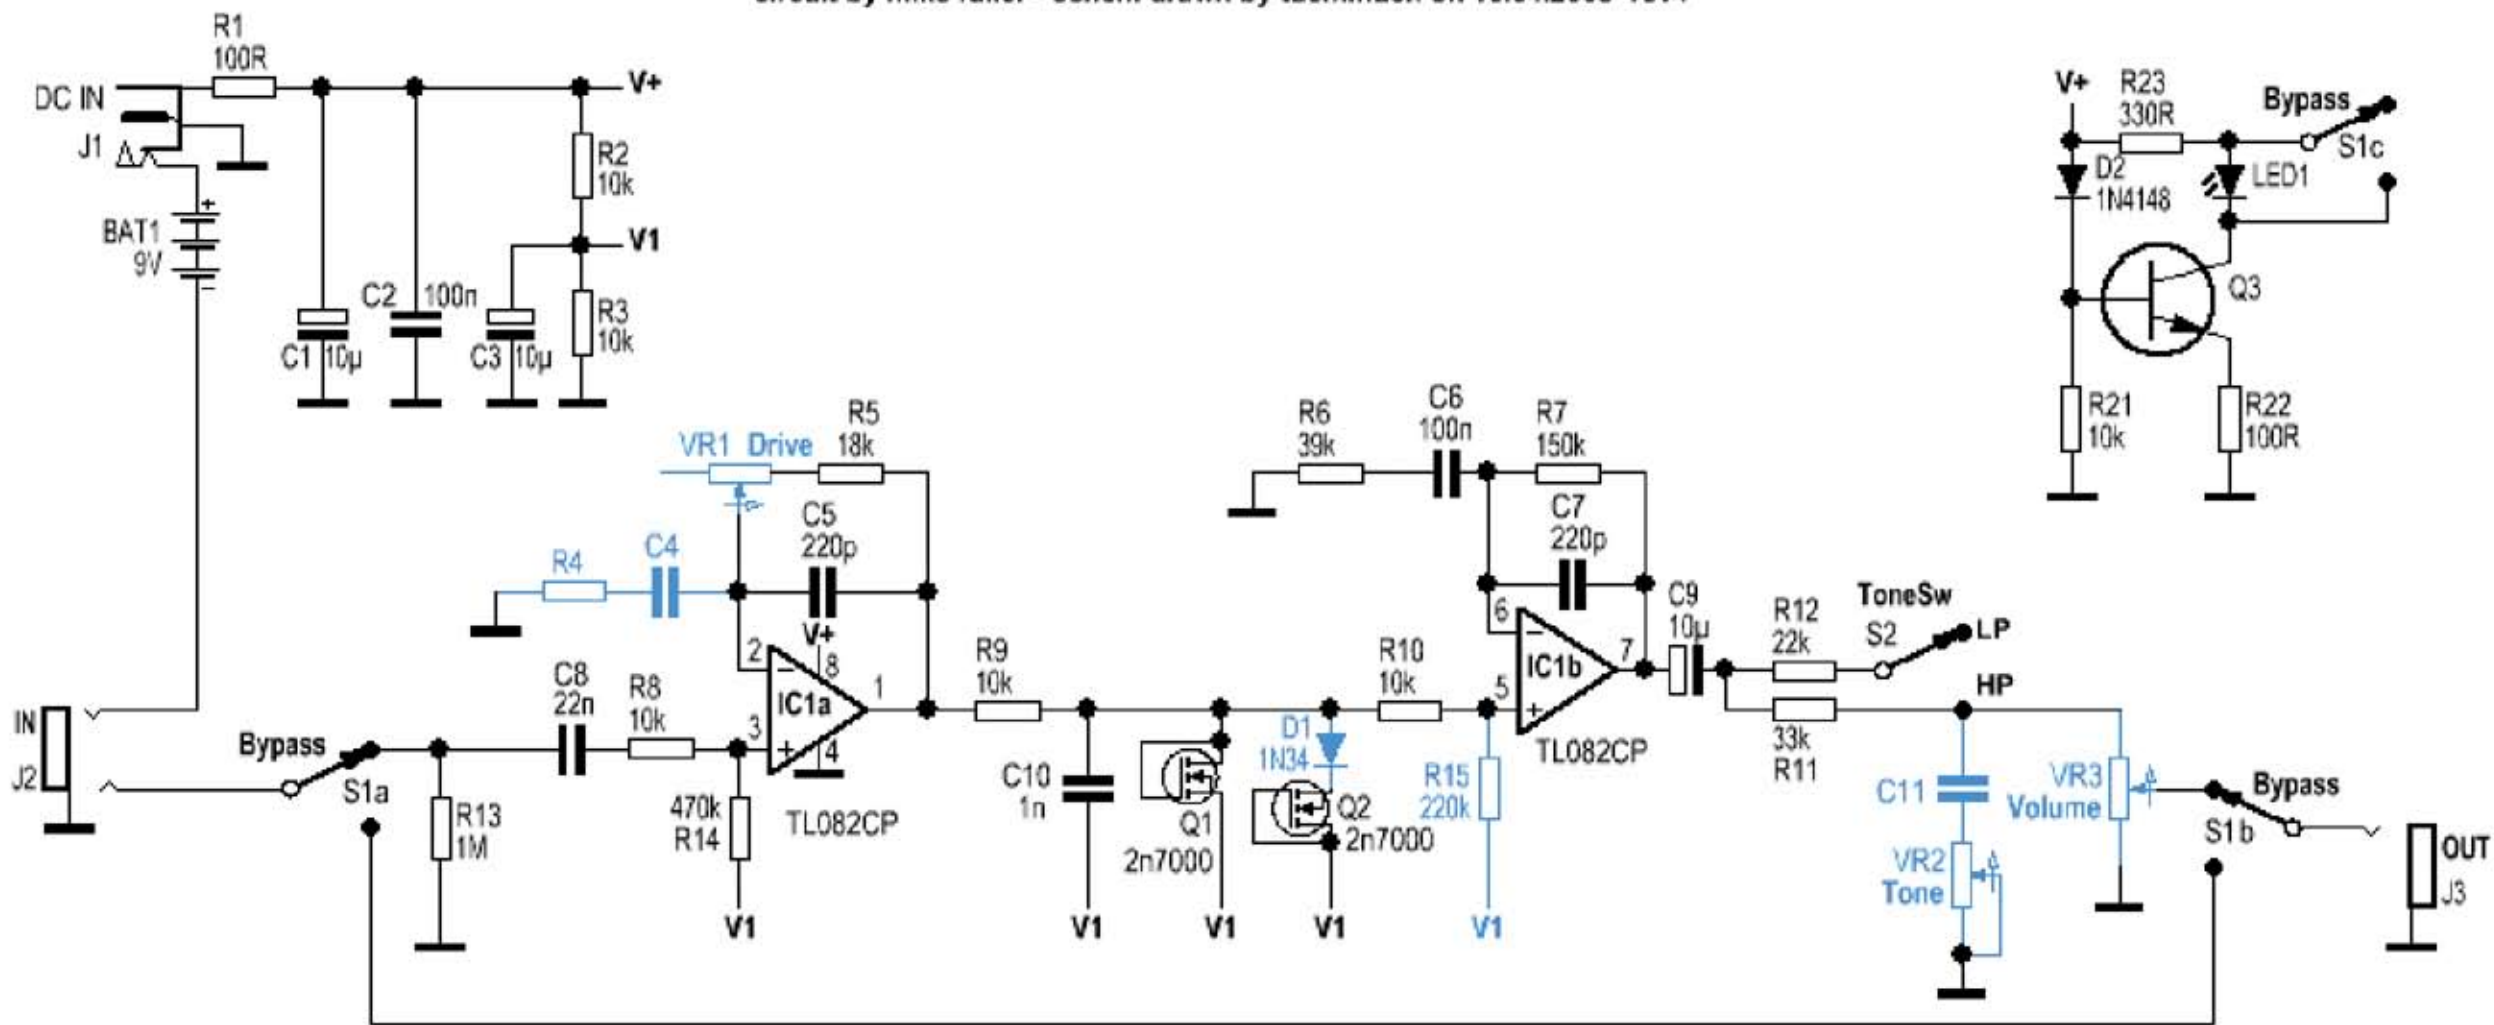 R1
100R
DC IN
J1
V+
R2
10k
V1
BAT1
9V
+
−
C2
100n
R3
10k
C1
10µ
C3
10µ
V+
R23
330R
Bypass
S1c
D2
1N4148
LED1
Q3
R21
10k
R22
100R
VR1 Drive
R5
18k
C5
220p
R4
C4
V+
2
8
IC1a
1
3
4
TL082CP
C8
22n
R8
10k
IN
J2
Bypass
S1a
R13
1M
470k
R14
V1
R9
10k
C10
1n
V1
Q1
2n7000
V1
D1
1N34
Q2
2n7000
V1
R10
10k
R15
220k
V1
R6
39k
C6
100n
R7
150k
C7
220p
6
5
7
IC1b
TL082CP
C9
10µ
R12
22k
ToneSw
S2
LP
HP
33k
R11
C11
VR2
Tone
VR3
Volume
Bypass
S1b
OUT
J3